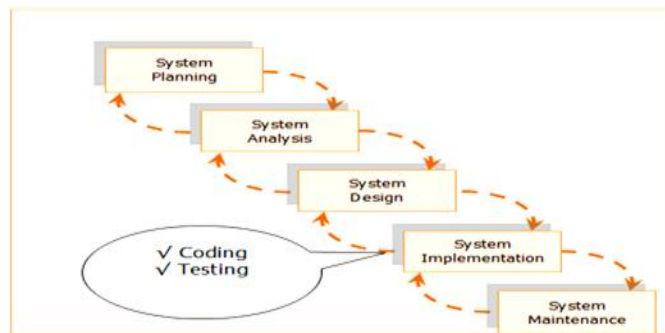 System
Planning
System
Analysis
System
Design
√ Coding
√ Testing
System
Implementation
System
Maintenance